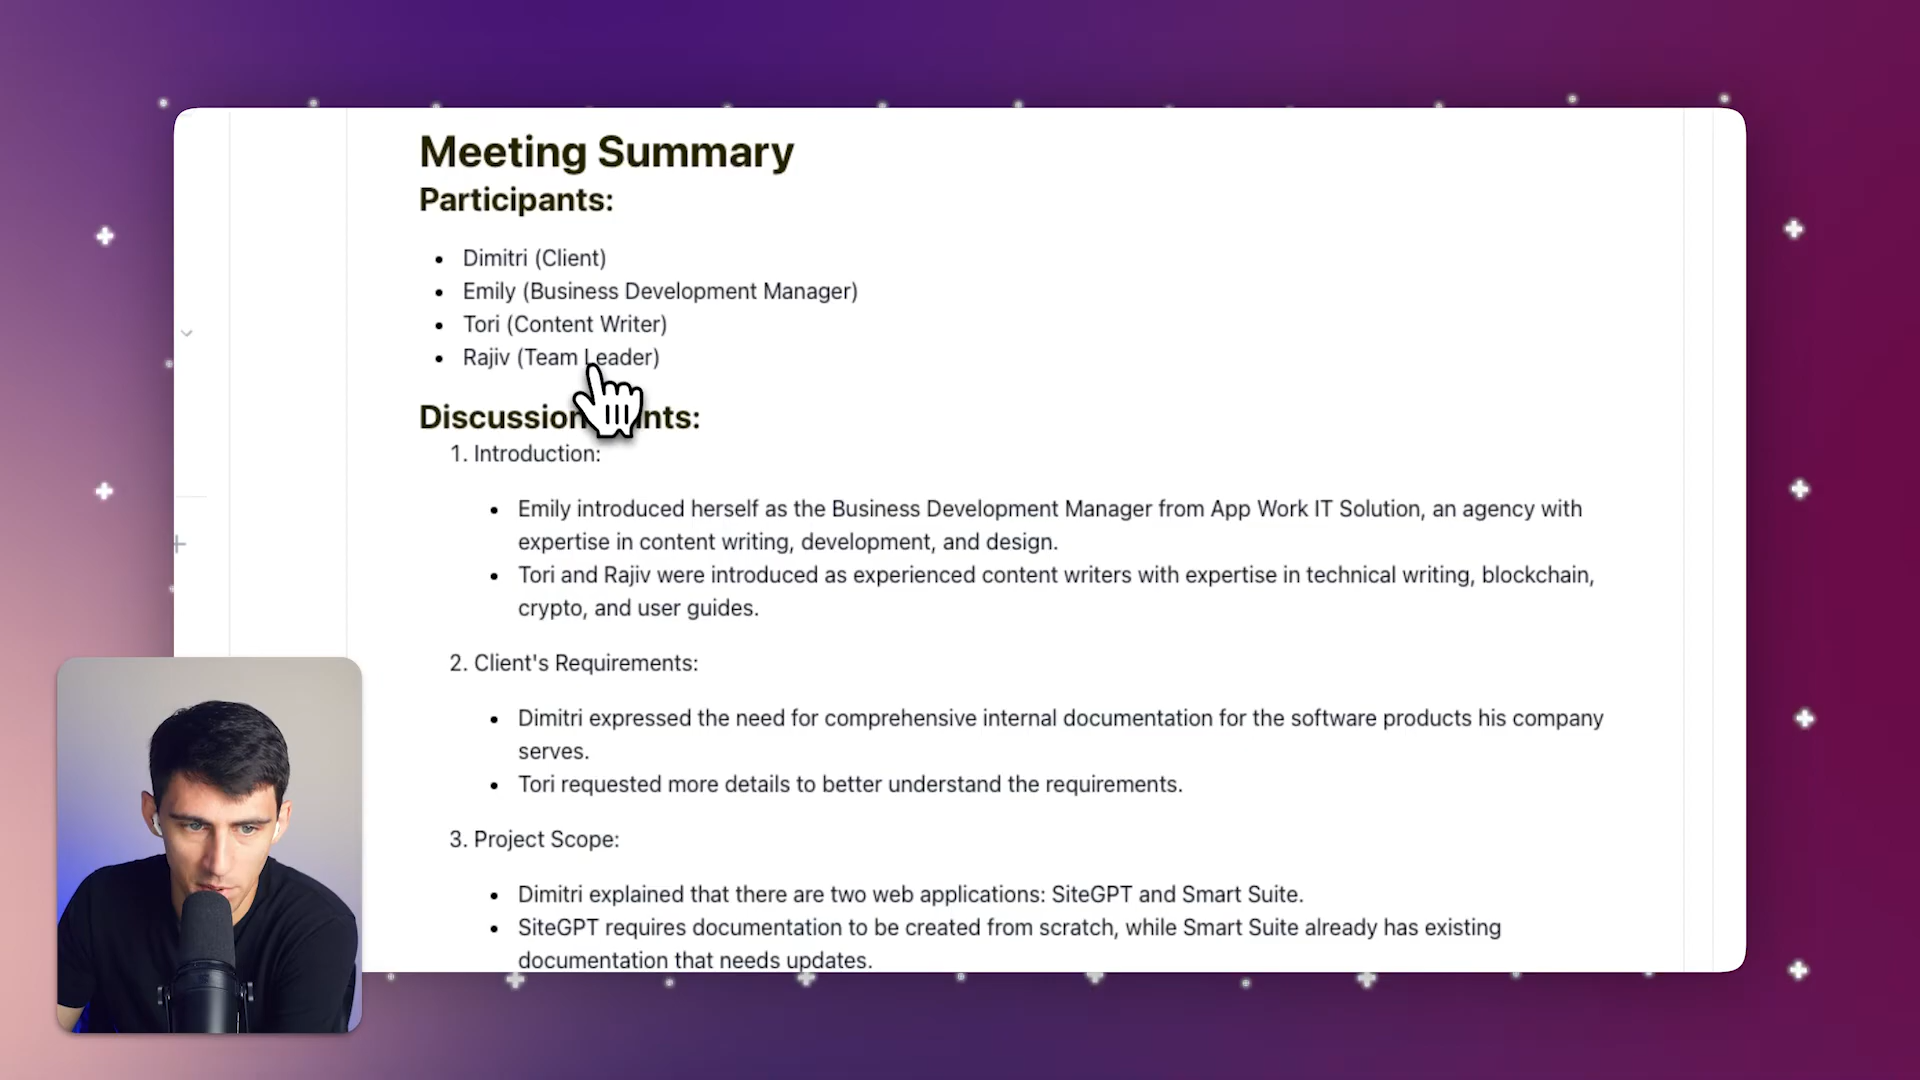 Meeting Summary
Participants:
• Dimitri (Client)
• Emily (Business Development Manager)
• Tori (Content Writer)
• Rajiv (Team Leader)
Discussion nts:
1. Introduction:
• Emily introduced herself as the Business Development Manager from App Work IT Solution, an agency with
expertise in content writing, development, and design.
• Tori and Rajiv were introduced as experienced content writers with expertise in technical writing, blockchain,
crypto, and user guides.
2. Client's Requirements:
• Dimitri expressed the need for comprehensive internal documentation for the software products his company
serves.
• Tori requested more details to better understand the requirements.
3. Project Scope:
• Dimitri explained that there are two web applications: SiteGPT and Smart Suite.
• SiteGPT requires documentation to be created from scratch, while Smart Suite already has existing
documentation that needs updates.